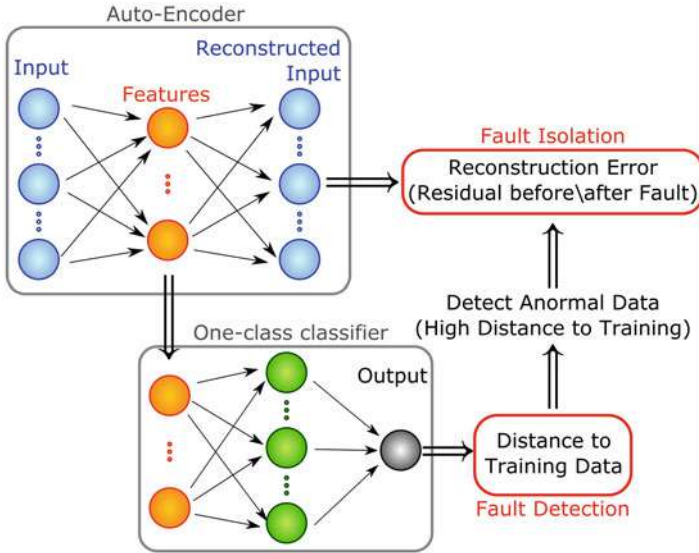 Auto-Encoder
Input
Features
Reconstructed
Input
Fault Isolation
Reconstruction Error
(Residual before\after Fault)
Detect Anormal Data
(High Distance to Training)
One-class classifier
Output
Distance to
Training Data
Fault Detection